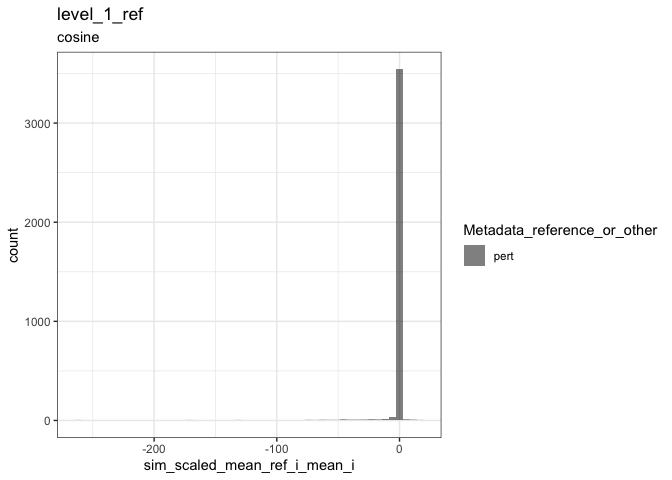 level_1_ref
cosine
3000
2000
1000
0
count
-200
-100
0
sim_scaled_mean_ref_i_mean_i
Metadata_reference_or_other
pert